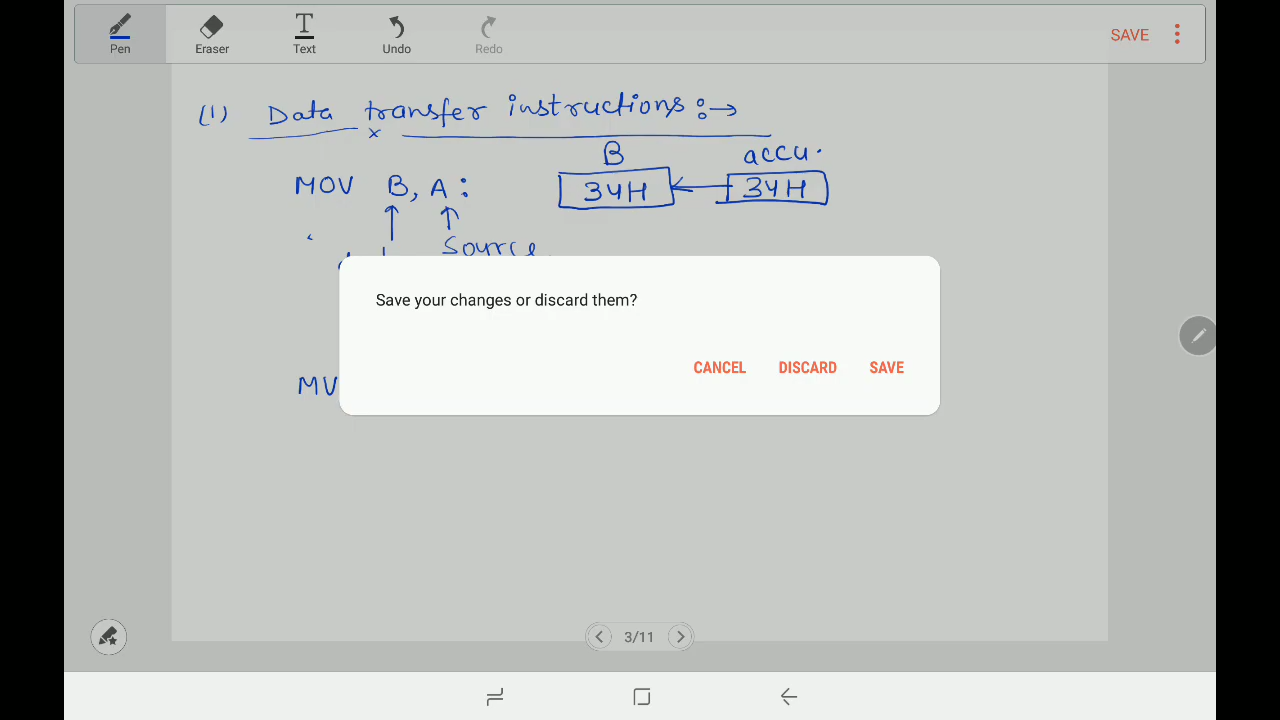 Pen Eraser Text Undo Redo SAVE
(1) Data transfer instructions :→
B accu.
MOV B, A : 34H ← 34H
Source
Save your changes or discard them?
CANCEL DISCARD SAVE
MV
3/11